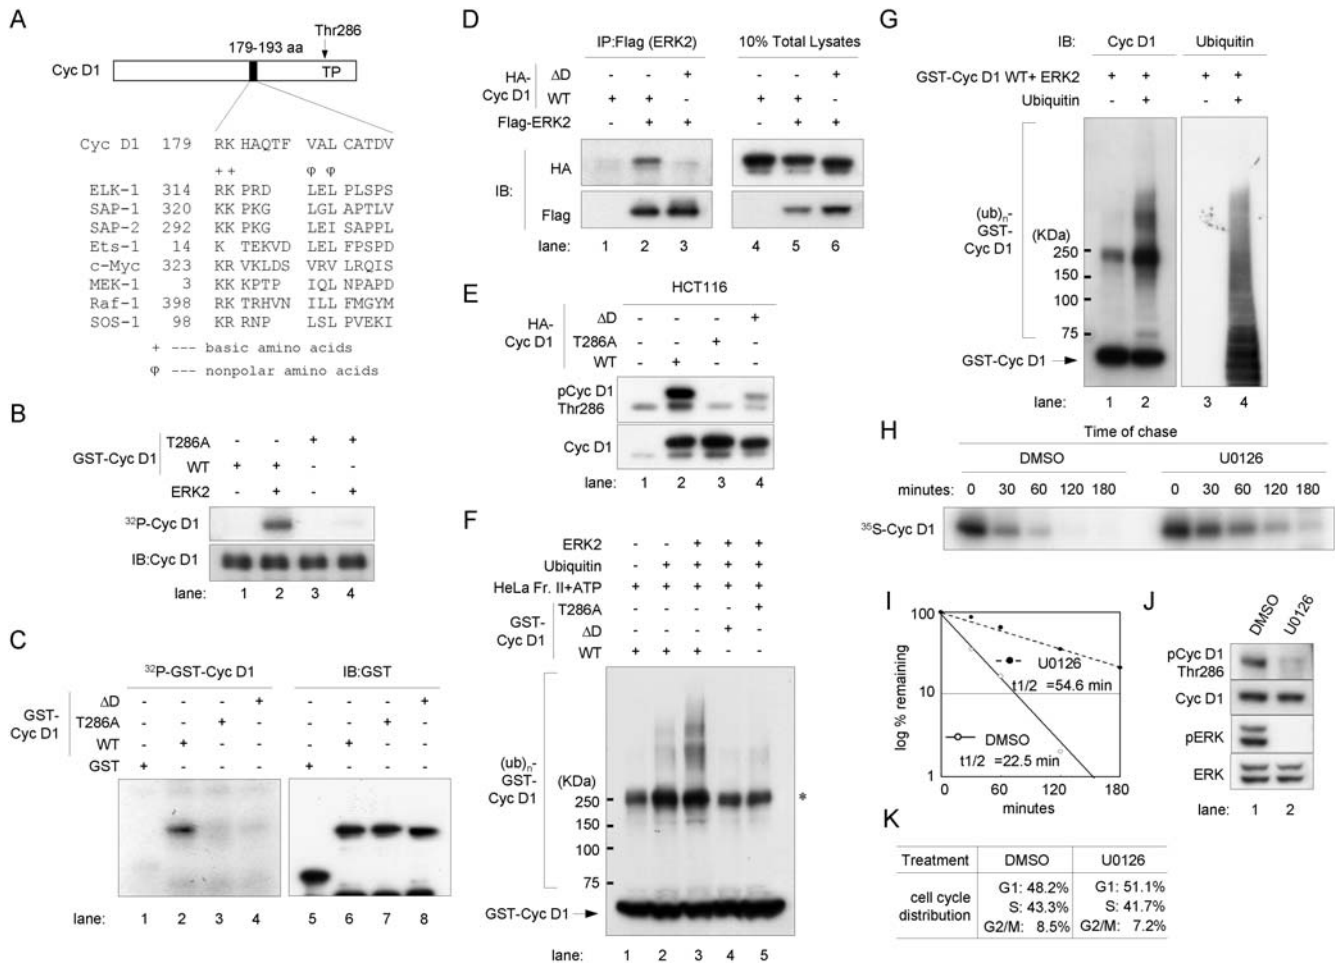 A
Thr286
179-193 aa
Cyc D1
TP
Cyc D1 179 RK HAQTF VAL CATDV
++ φ φ
ELK-1 314 RK PRD LEL PLSPS
SAP-1 320 KK PKG LGL APTLV
SAP-2 292 KK PKG LEI SAPPL
Ets-1 14 K TEKVD LEL FPSPD
c-Myc 323 KR VKLDS VRV LRQIS
MEK-1 3 KK KPTP IQL NPAPD
Raf-1 398 RK TRHVN ILL FMGYM
SOS-1 98 KR RNP LSL PVEKI
+ --- basic amino acids
φ --- nonpolar amino acids
B
T286A - - + +
GST-Cyc D1
WT + + - -
ERK2 - + - +
32P-Cyc D1
IB:Cyc D1
lane: 1 2 3 4
C
32P-GST-Cyc D1 IB:GST
ΔD - - - + - - - +
GST-Cyc D1
T286A - - + - - - + -
WT - + - - - + - -
GST + - - - + - - -
lane: 1 2 3 4 5 6 7 8
D
IP:Flag (ERK2) 10% Total Lysates
HA-Cyc D1
ΔD - - + - - +
WT + + - + + -
Flag-ERK2 - + + - + +
IB:
HA
Flag
lane: 1 2 3 4 5 6
E
HCT116
HA-Cyc D1
ΔD - - - +
T286A - - + -
WT - + - -
pCyc D1
Thr286
Cyc D1
lane: 1 2 3 4
F
ERK2 - - + + +
Ubiquitin - + + + +
HeLa Fr. II+ATP + + + + +
T286A - - - - +
GST-Cyc D1
ΔD - - - + -
WT + + + - -
(ub)n-
GST-
Cyc D1
(KDa)
250
150
100
75
*
GST-Cyc D1
lane: 1 2 3 4 5
G
IB: Cyc D1 Ubiquitin
GST-Cyc D1 WT+ ERK2 + + + +
Ubiquitin - + - +
(ub)n-
GST-
Cyc D1
(KDa)
250
150
100
75
GST-Cyc D1
lane: 1 2 3 4
H
Time of chase
DMSO U0126
minutes: 0 30 60 120 180 0 30 60 120 180
35S-Cyc D1
I
log % remaining
100
10
1
U0126
t1/2 =54.6 min
DMSO
t1/2 =22.5 min
0 60 120 180
minutes
J
DMSO
U0126
pCyc D1
Thr286
Cyc D1
pERK
ERK
lane: 1 2
K
Treatment DMSO U0126
cell cycle distribution
G1: 48.2% G1: 51.1%
S: 43.3% S: 41.7%
G2/M: 8.5% G2/M: 7.2%